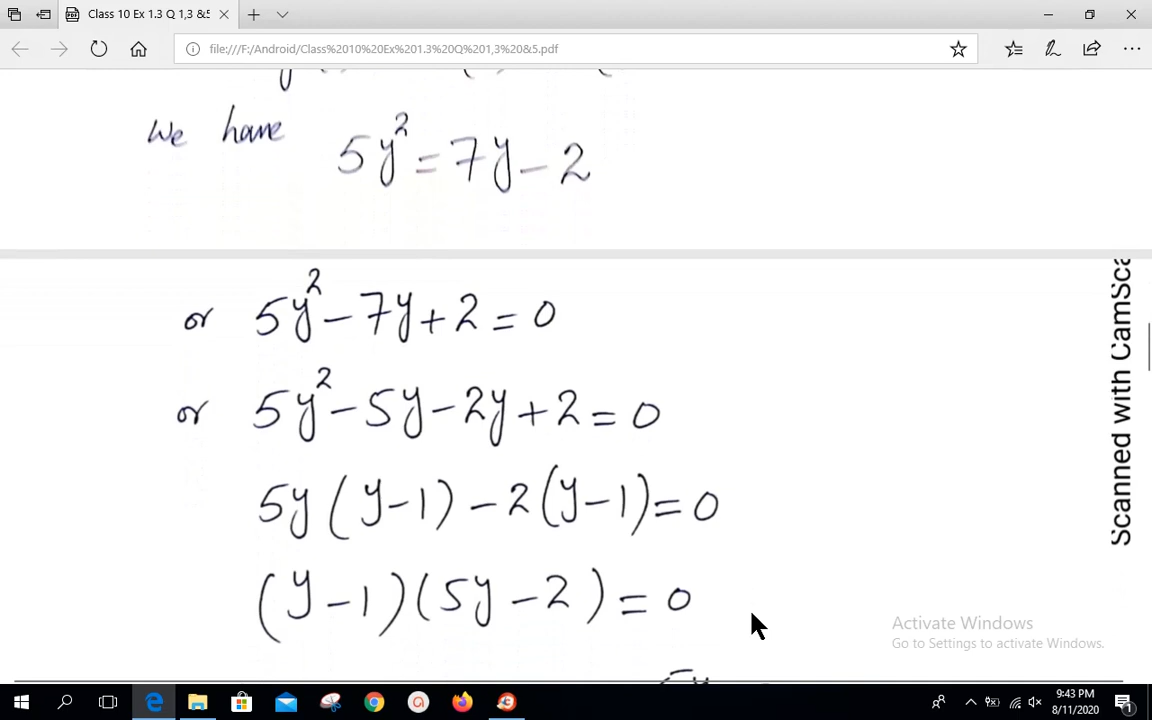 Class 10 Ex 1.3 Q 1,3 &5
file:///F:/Android/Class%2010%20Ex%201.3%20Q%201,3%20&5.pdf
We have 5y² = 7y - 2
or 5y² - 7y + 2 = 0
or 5y² - 5y - 2y + 2 = 0
5y (y-1) - 2 (y-1) = 0
(y-1)(5y-2) = 0
Scanned with CamSca
Activate Windows
Go to Settings to activate Windows.
9:43 PM
8/11/2020